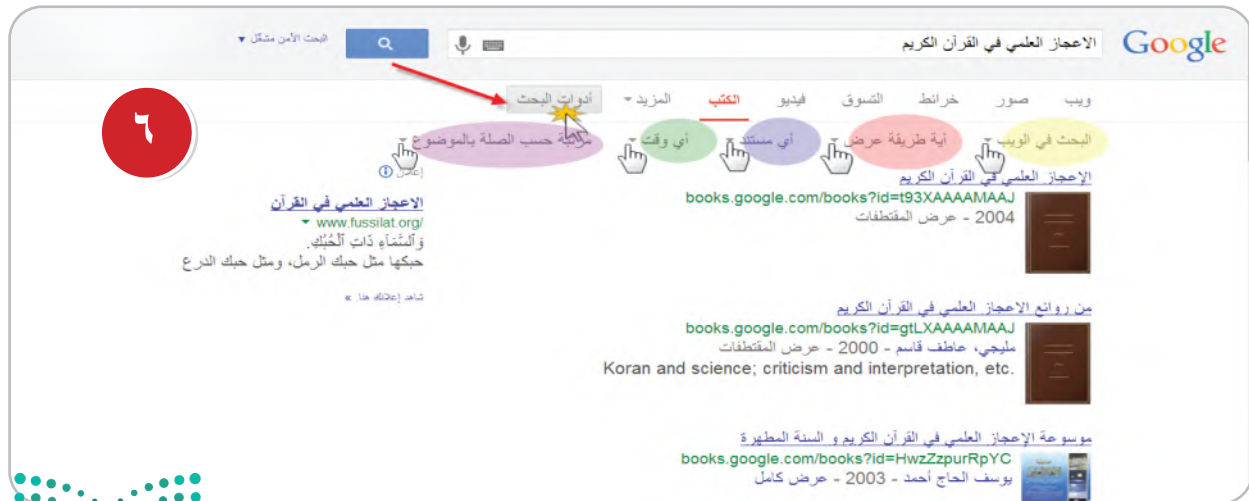 Google الاعجاز العلمي في القرآن الكريم البحث الآمن مشغّل
ويب صور خرائط التسوق فيديو الكتب المزيد أدوات البحث
٦
البحث في الويب أية طريقة عرض أي مستند أي وقت مرتبة حسب الصلة بالموضوع
الإعجاز العلمي في القرآن الكريم
books.google.com/books?id=t93XAAAAMAAJ
2004 - عرض المقتطفات
من روائع الاعجاز العلمي في القرآن الكريم
books.google.com/books?id=gtLXAAAAMAAJ
مليجي، عاطف قاسم - 2000 - عرض المقتطفات
Koran and science; criticism and interpretation, etc.
موسوعة الإعجاز العلمي في القرآن الكريم و السنة المطهرة
books.google.com/books?id=HwzZzpurRpYC
يوسف الحاج أحمد - 2003 - عرض كامل
إعلان
الاعجاز العلمي في القرآن
www.fussilat.org/
وَٱلسَّمَآءِ ذَاتِ ٱلْحُبُكِ.
حبكها مثل حبك الرمل، ومثل حبك الدرع
شاهد إعلانك هنا. »